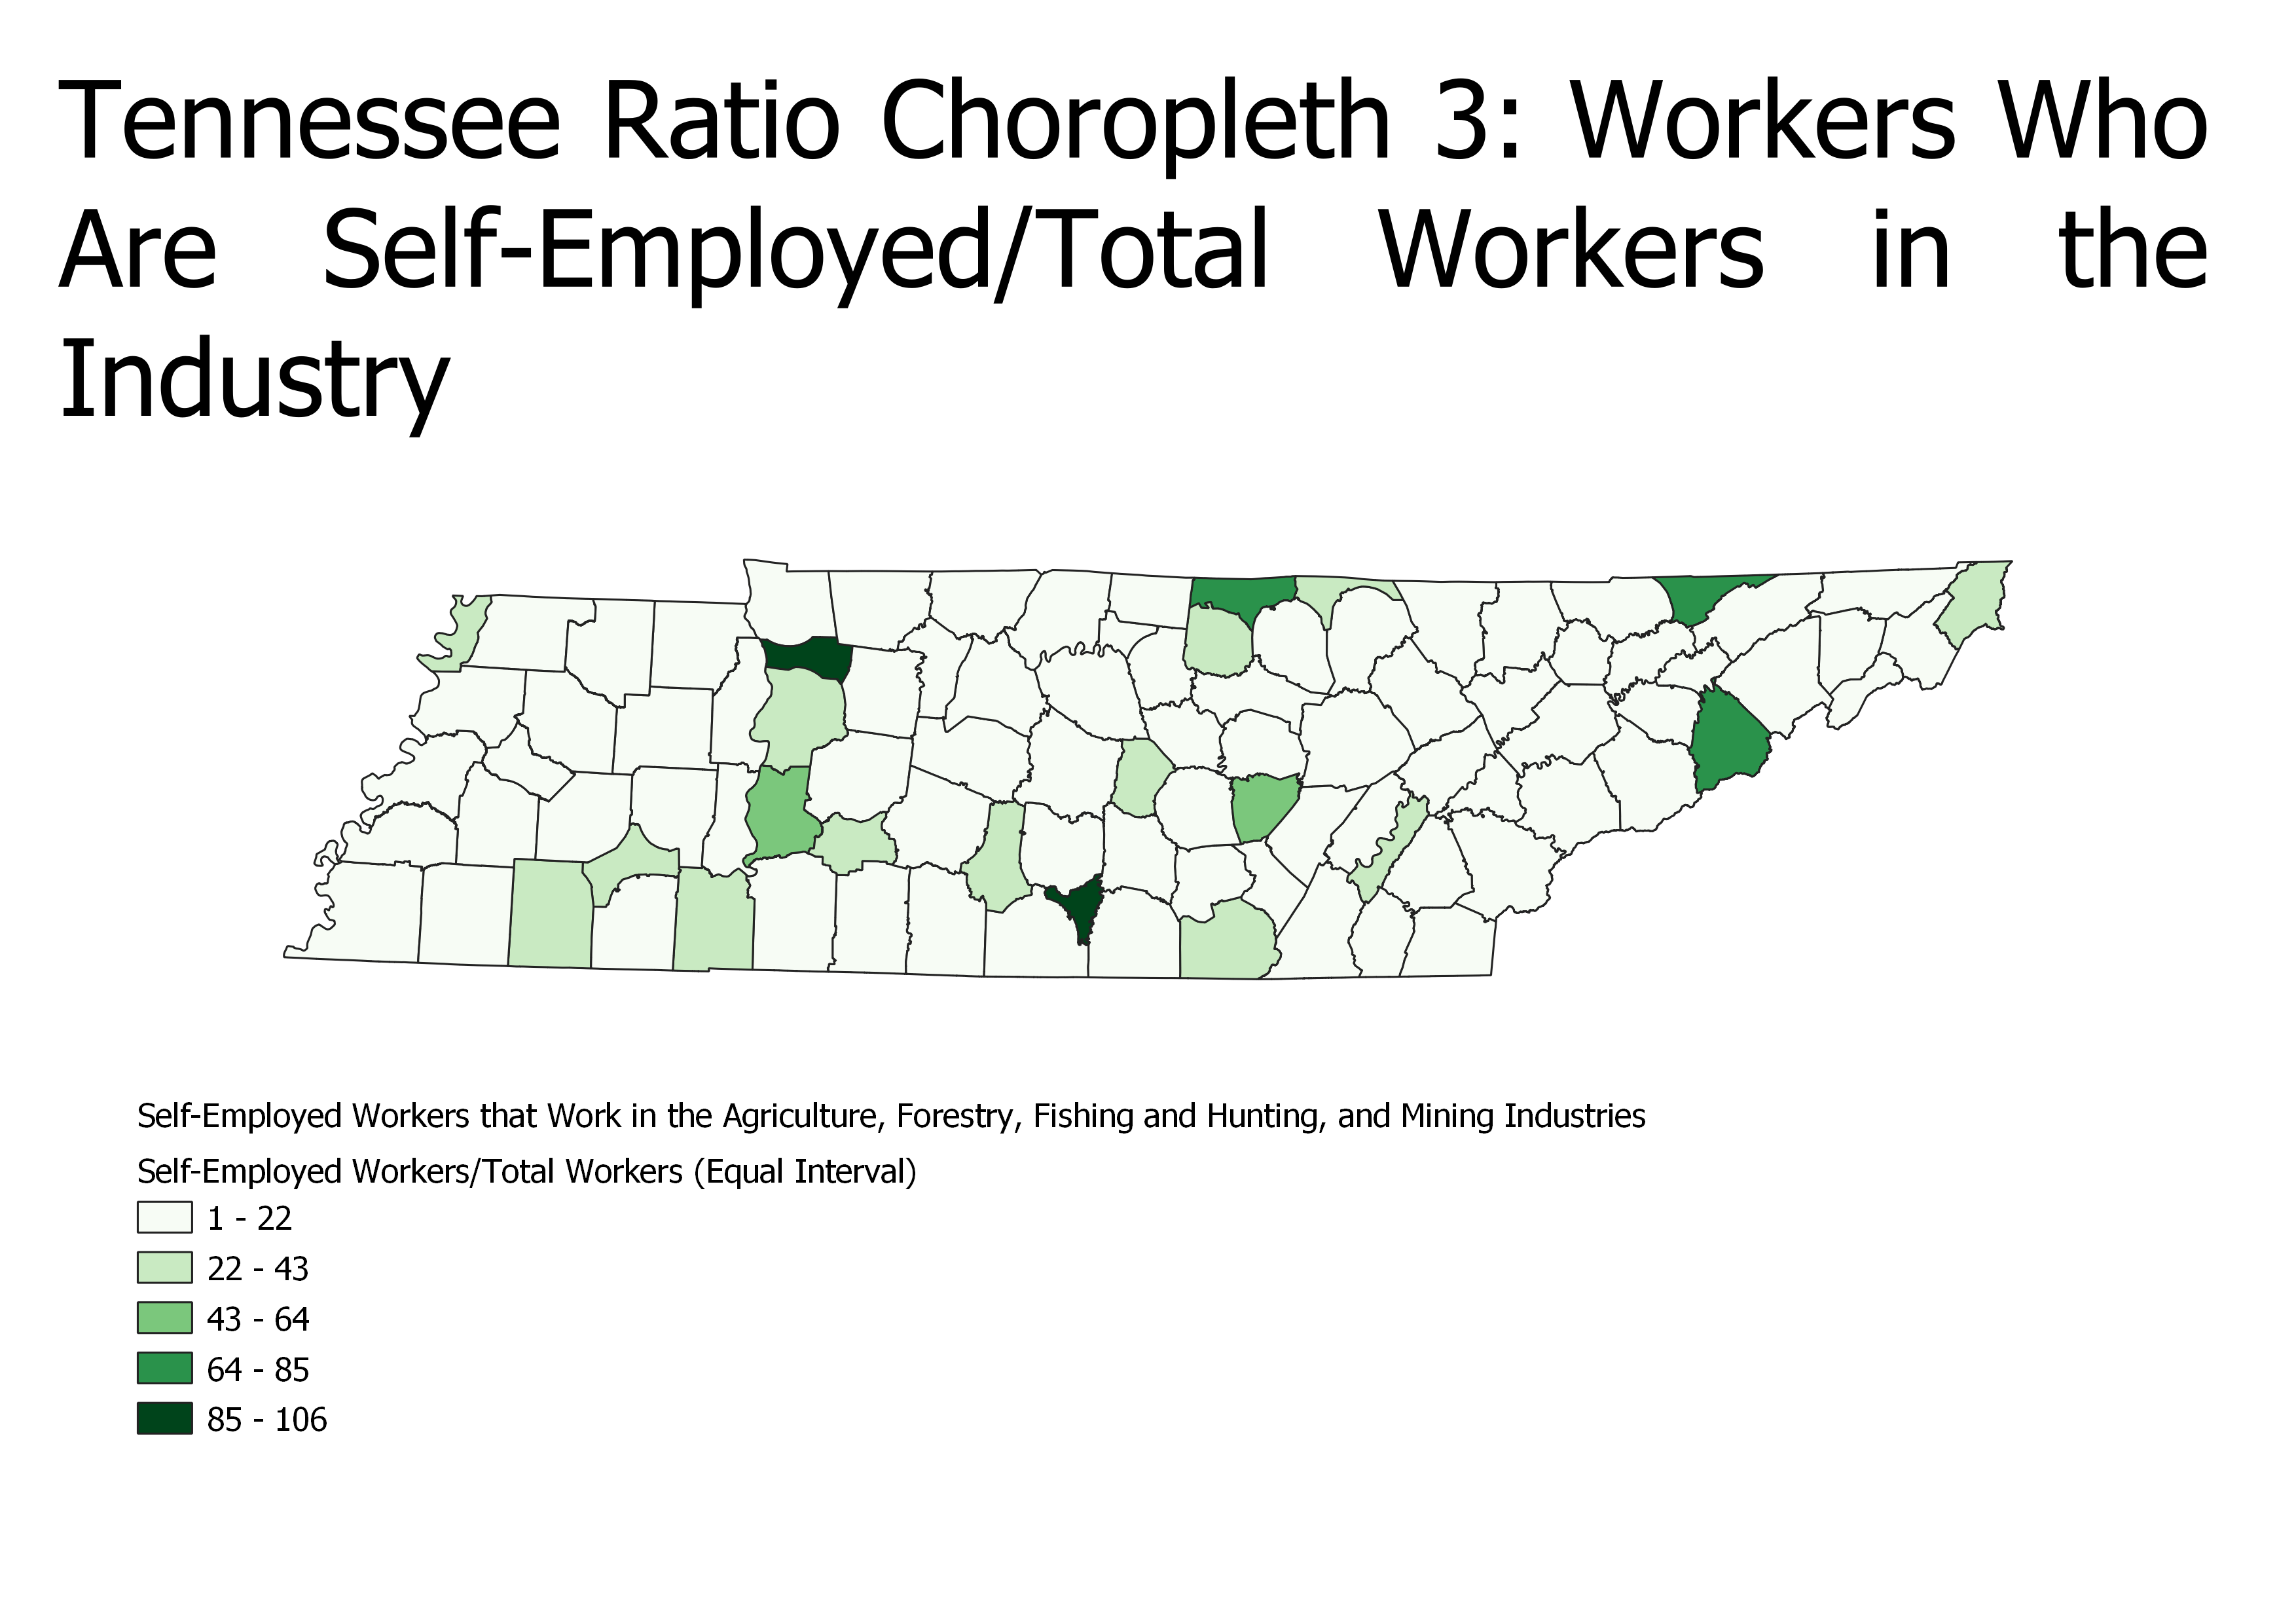 Tennessee Ratio Choropleth 3: Workers Who
Are Self-Employed/Total Workers in the
Industry
Self-Employed Workers that Work in the Agriculture, Forestry, Fishing and Hunting, and Mining Industries
Self-Employed Workers/Total Workers (Equal Interval)
1 - 22
22 - 43
43 - 64
64 - 85
85 - 106